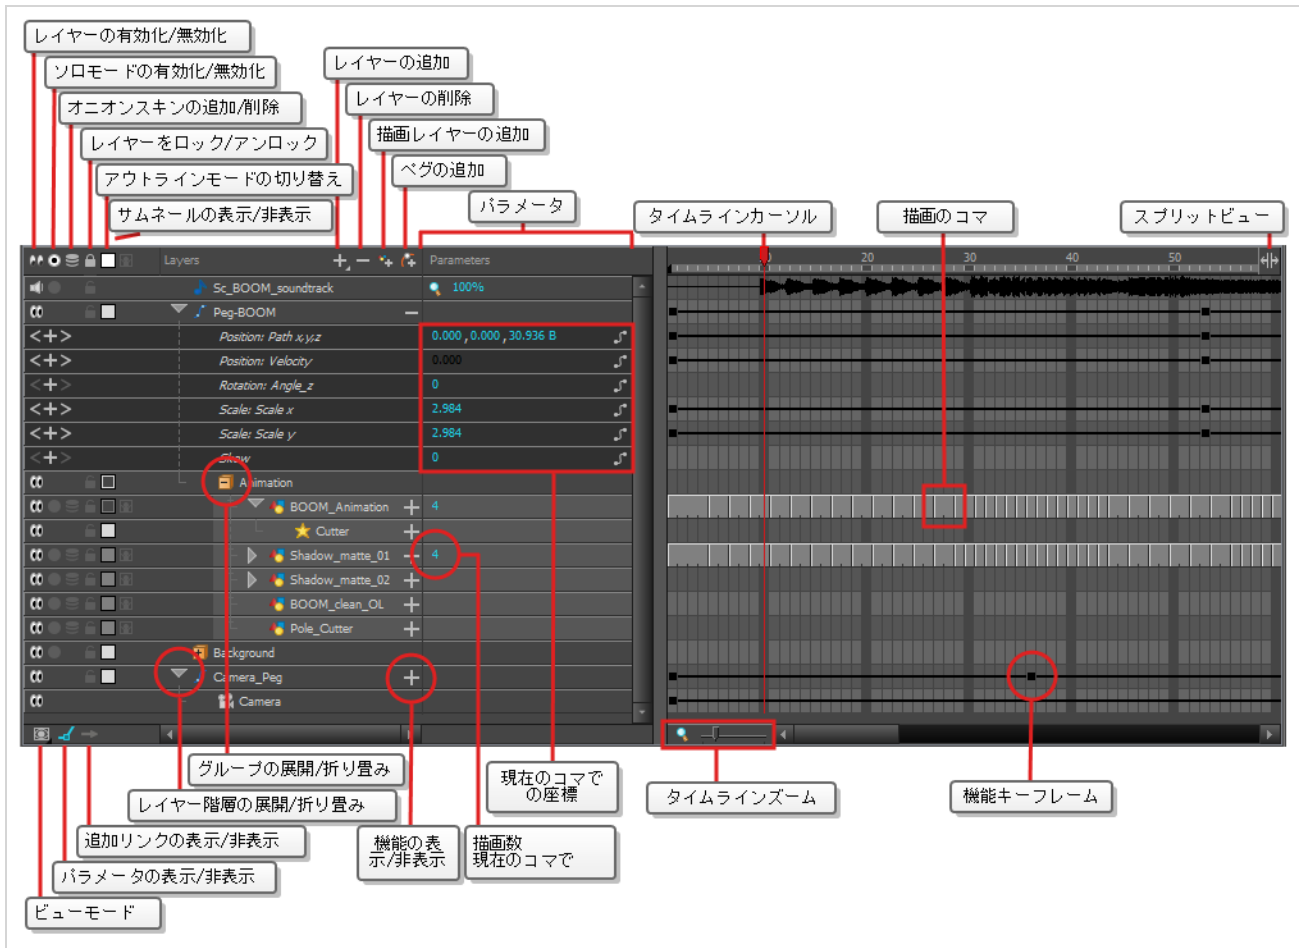 レイヤーの有効化/無効化
ソロモードの有効化/無効化
オニオンスキンの追加/削除
レイヤーをロック/アンロック
アウトラインモードの切り替え
サムネールの表示/非表示
レイヤーの追加
レイヤーの削除
描画レイヤーの追加
ペグの追加
パラメータ
タイムラインカーソル
描画のコマ
スプリットビュー
Layers
Parameters
10
20
30
40
50
Sc_BOOM_soundtrack
100%
Peg-BOOM
Position: Path x,y,z
0.000 , 0.000 , 30.936 B
Position: Velocity
0.000
Rotation: Angle_z
0
Scale: Scale x
2.984
Scale: Scale y
2.984
Skew
0
Animation
BOOM_Animation
4
Cutter
Shadow_matte_01
4
Shadow_matte_02
BOOM_clean_OL
Pole_Cutter
Background
Camera_Peg
Camera
グループの展開/折り畳み
レイヤー階層の展開/折り畳み
追加リンクの表示/非表示
パラメータの表示/非表示
ビューモード
機能の表
示/非表示
描画数
現在のコマで
現在のコマで
の座標
タイムラインズーム
機能キーフレーム